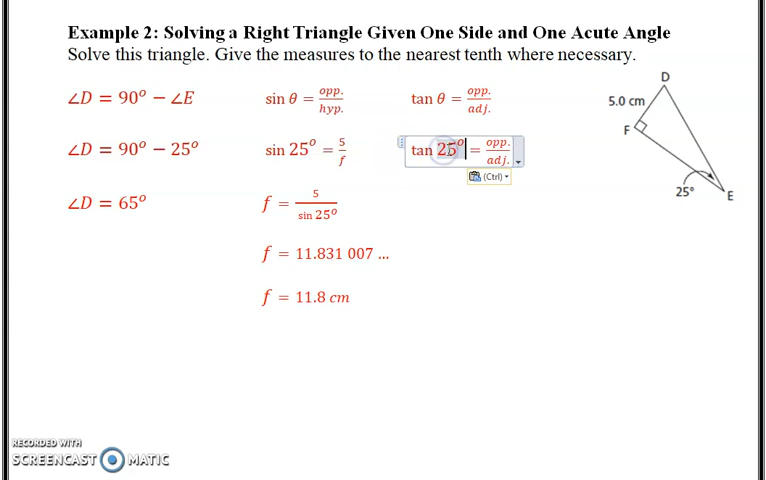 Example 2: Solving a Right Triangle Given One Side and One Acute Angle
Solve this triangle. Give the measures to the nearest tenth where necessary.
∠D = 90° − ∠E
∠D = 90° − 25°
∠D = 65°
sin θ = opp./hyp.
sin 25° = 5/f
f = 5/sin 25°
f = 11.831 007 ...
f = 11.8 cm
tan θ = opp./adj.
tan 25° = opp./adj.
(Ctrl)
D
5.0 cm
F
25°
E
RECORDED WITH
SCREENCAST O MATIC